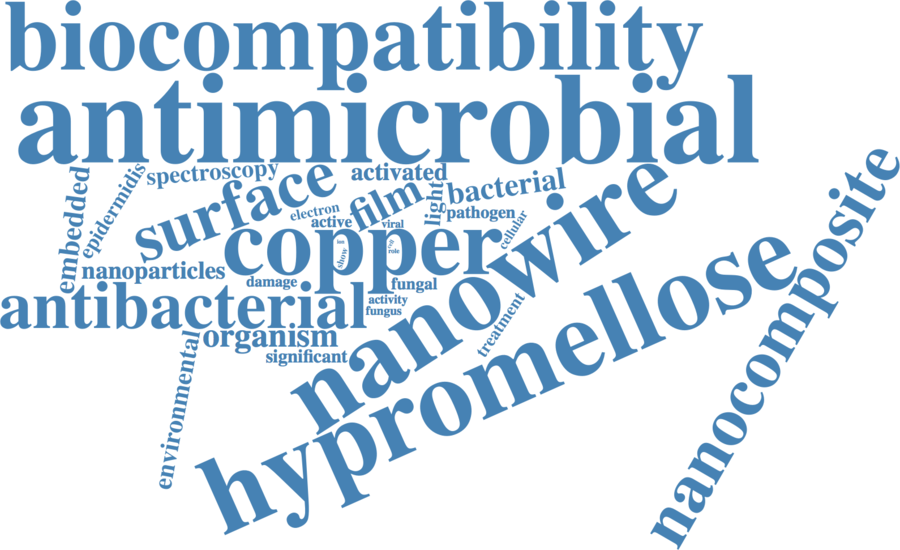 biocompatibility
antimicrobial
embedded
epidermidis
spectroscopy
activated
surface
film
light
bacterial
electron
active
viral
pathogen
cellular
nanowire
copper
ion
show
role
nanoparticles
damage
fungal
antibacterial
activity
fungus
organism
significant
treatment
environmental
hypromellose
nanocomposite